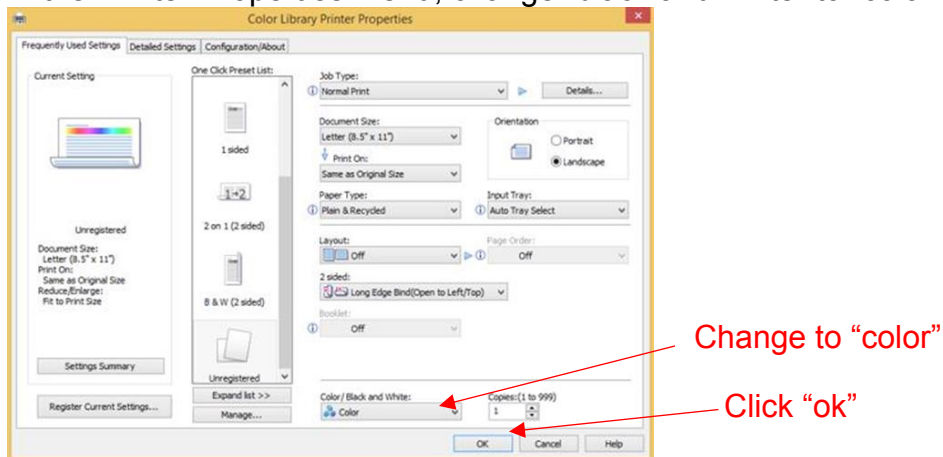 Color Library Printer Properties
Frequently Used Settings Detailed Settings Configuration/About
Current Setting
Unregistered
Document Size:
Letter (8.5" x 11")
Print On:
Same as Original Size
Reduce/Enlarge:
Fit to Print Size
Settings Summary
Register Current Settings...
One Click Preset List:
1 sided
1→2
2 on 1 (2 sided)
B & W (2 sided)
Unregistered
Expand list >>
Manage...
Job Type:
Normal Print
Details...
Document Size:
Letter (8.5" x 11")
Print On:
Same as Original Size
Orientation
Portrait
Landscape
Paper Type:
Plain & Recycled
Input Tray:
Auto Tray Select
Layout:
Off
Page Order:
Off
2 sided:
Long Edge Bind(Open to Left/Top)
Booklet:
Off
Color/Black and White:
Color
Copies:(1 to 999)
1
OK Cancel Help
Change to “color”
Click “ok”